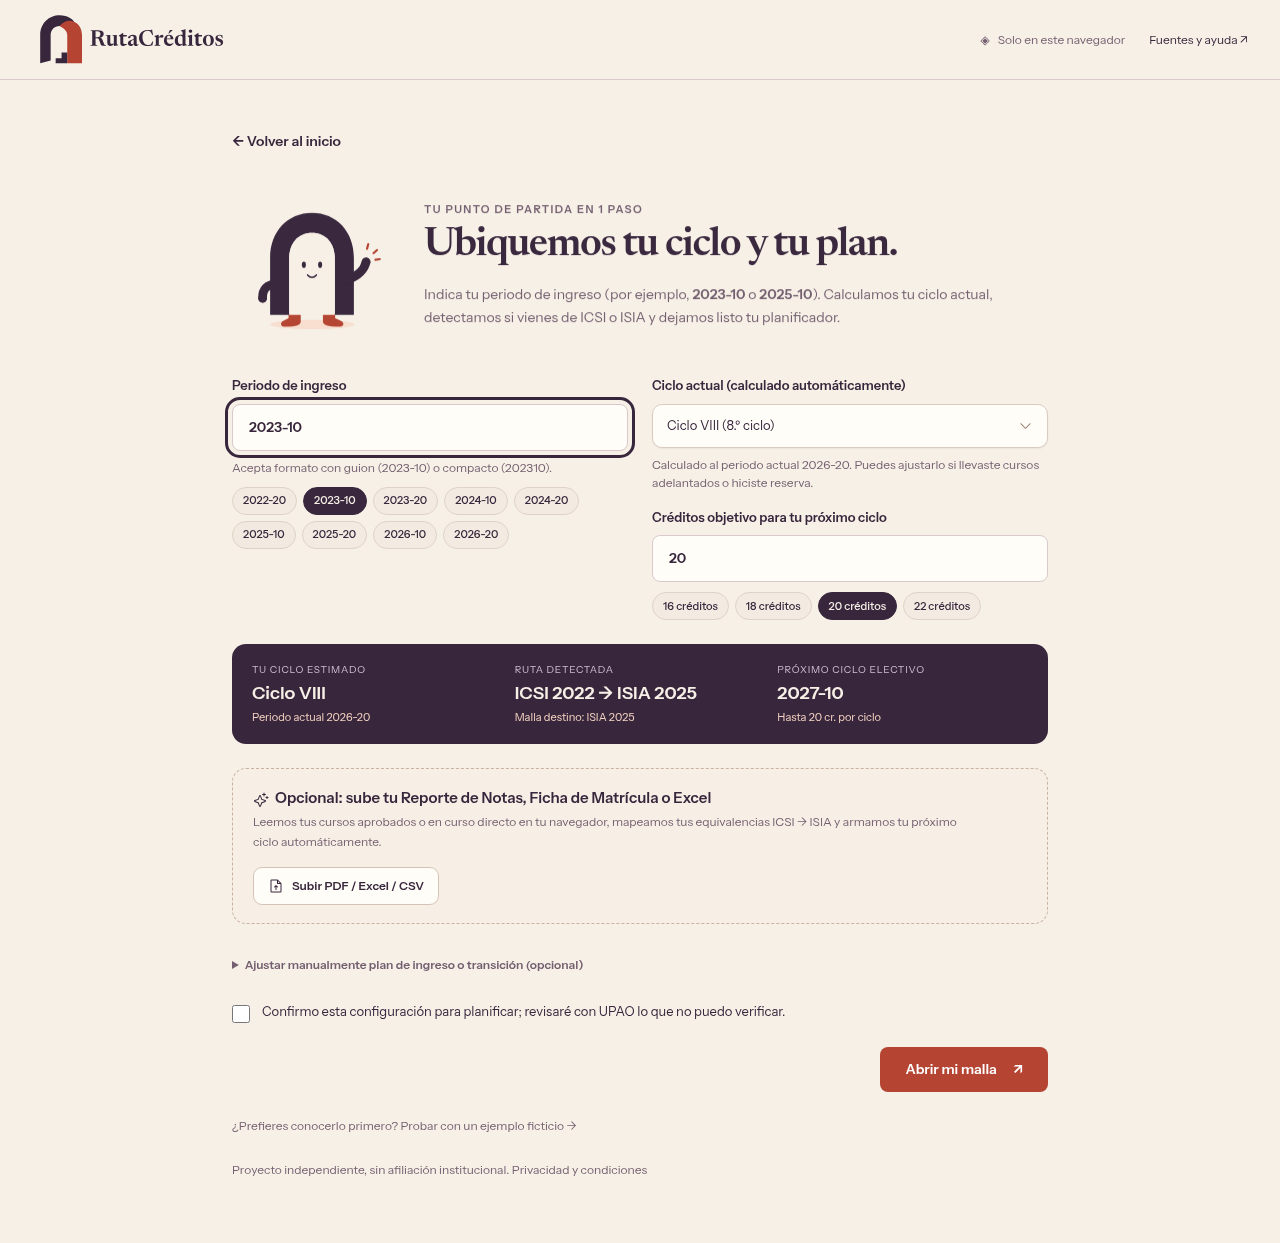 RutaCréditos
Solo en este navegador
Fuentes y ayuda ↗
← Volver al inicio
TU PUNTO DE PARTIDA EN 1 PASO
Ubiquemos tu ciclo y tu plan.
Indica tu periodo de ingreso (por ejemplo, 2023-10 o 2025-10). Calculamos tu ciclo actual,
detectamos si vienes de ICSI o ISIA y dejamos listo tu planificador.
Periodo de ingreso
2023-10
Acepta formato con guion (2023-10) o compacto (202310).
2022-20 2023-10 2023-20 2024-10 2024-20
2025-10 2025-20 2026-10 2026-20
Ciclo actual (calculado automáticamente)
Ciclo VIII (8.º ciclo)
Calculado al periodo actual 2026-20. Puedes ajustarlo si llevaste cursos
adelantados o hiciste reserva.
Créditos objetivo para tu próximo ciclo
20
16 créditos 18 créditos 20 créditos 22 créditos
TU CICLO ESTIMADO
Ciclo VIII
Periodo actual 2026-20
RUTA DETECTADA
ICSI 2022 → ISIA 2025
Malla destino: ISIA 2025
PRÓXIMO CICLO ELECTIVO
2027-10
Hasta 20 cr. por ciclo
Opcional: sube tu Reporte de Notas, Ficha de Matrícula o Excel
Leemos tus cursos aprobados o en curso directo en tu navegador, mapeamos tus equivalencias ICSI → ISIA y armamos tu próximo
ciclo automáticamente.
Subir PDF / Excel / CSV
▶ Ajustar manualmente plan de ingreso o transición (opcional)
Confirmo esta configuración para planificar; revisaré con UPAO lo que no puedo verificar.
Abrir mi malla ↗
¿Prefieres conocerlo primero? Probar con un ejemplo ficticio →
Proyecto independiente, sin afiliación institucional. Privacidad y condiciones